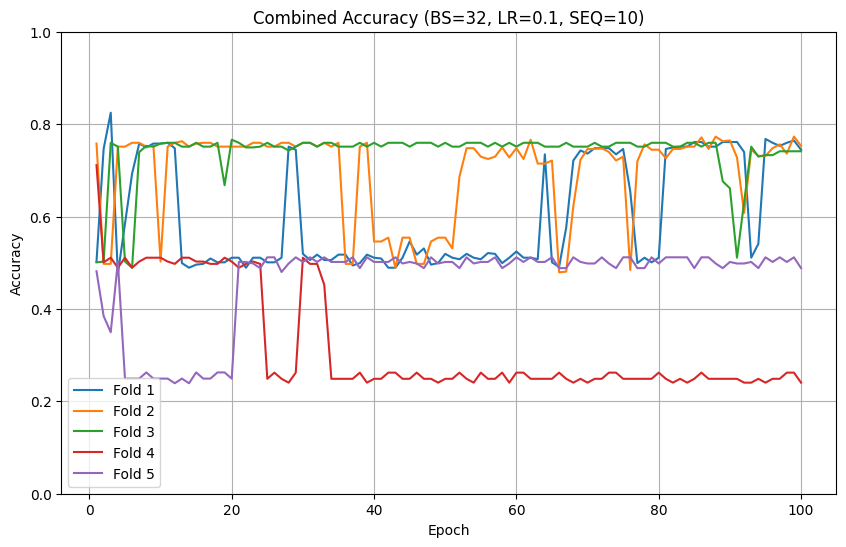 Combined Accuracy (BS=32, LR=0.1, SEQ=10)
1.0
0.8
0.6
0.4
0.2
0.0
Accuracy
Fold 1
Fold 2
Fold 3
Fold 4
Fold 5
0 20 40 60 80 100
Epoch